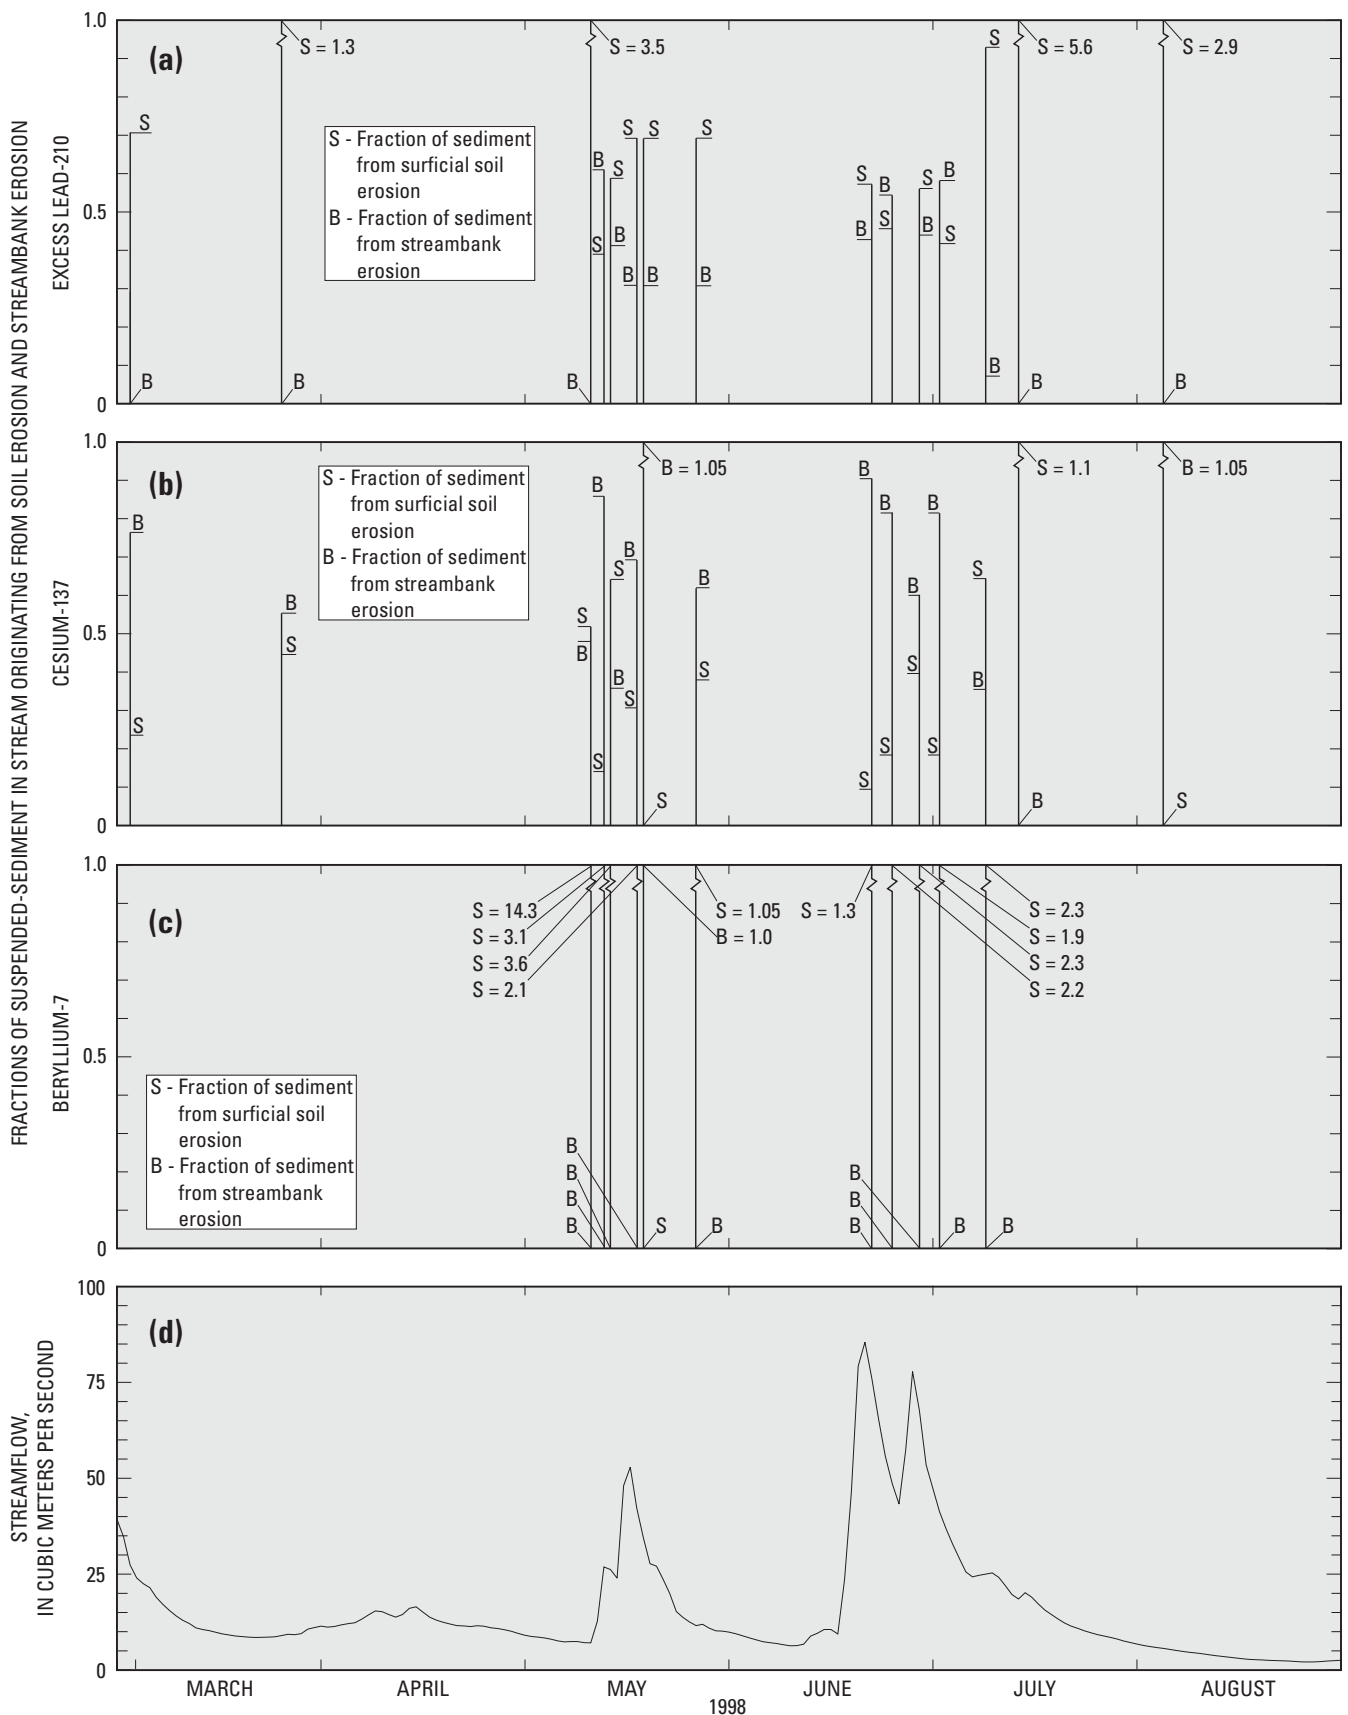 FRACTIONS OF SUSPENDED-SEDIMENT IN STREAM ORIGINATING FROM SOIL EROSION AND STREAMBANK EROSION
EXCESS LEAD-210
1.0
0.5
0
(a)
S = 1.3
S = 3.5
S = 5.6
S = 2.9
S - Fraction of sediment
from surficial soil
erosion
B - Fraction of sediment
from streambank
erosion
S
B
B
B
B
S
S
B
S
B
S
B
S
B
S
B
B
S
S
B
B
S
S
B
B
B
CESIUM-137
1.0
0.5
0
(b)
B = 1.05
S = 1.1
B = 1.05
S - Fraction of sediment
from surficial soil
erosion
B - Fraction of sediment
from streambank
erosion
B
S
B
S
S
B
B
S
S
B
B
S
S
B
S
B
S
B
S
B
S
B
S
S
B
B
S
BERYLLIUM-7
1.0
0.5
0
(c)
S = 14.3
S = 3.1
S = 3.6
S = 2.1
S = 1.05
B = 1.0
S = 1.3
S = 2.3
S = 1.9
S = 2.3
S = 2.2
S - Fraction of sediment
from surficial soil
erosion
B - Fraction of sediment
from streambank
erosion
B
B
B
B
S
B
B
B
B
B
B
STREAMFLOW,
IN CUBIC METERS PER SECOND
100
75
50
25
0
(d)
MARCH APRIL MAY JUNE JULY AUGUST
1998